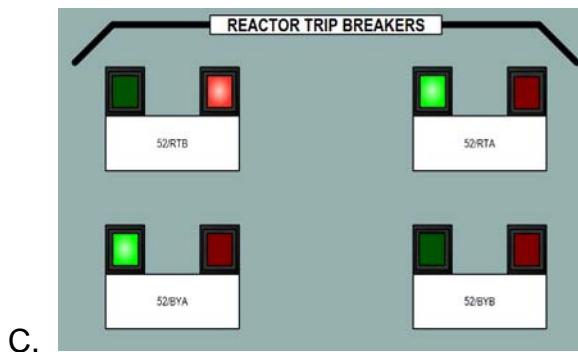 REACTOR TRIP BREAKERS
52/RTB
52/RTA
52/BYA
52/BYB
C.